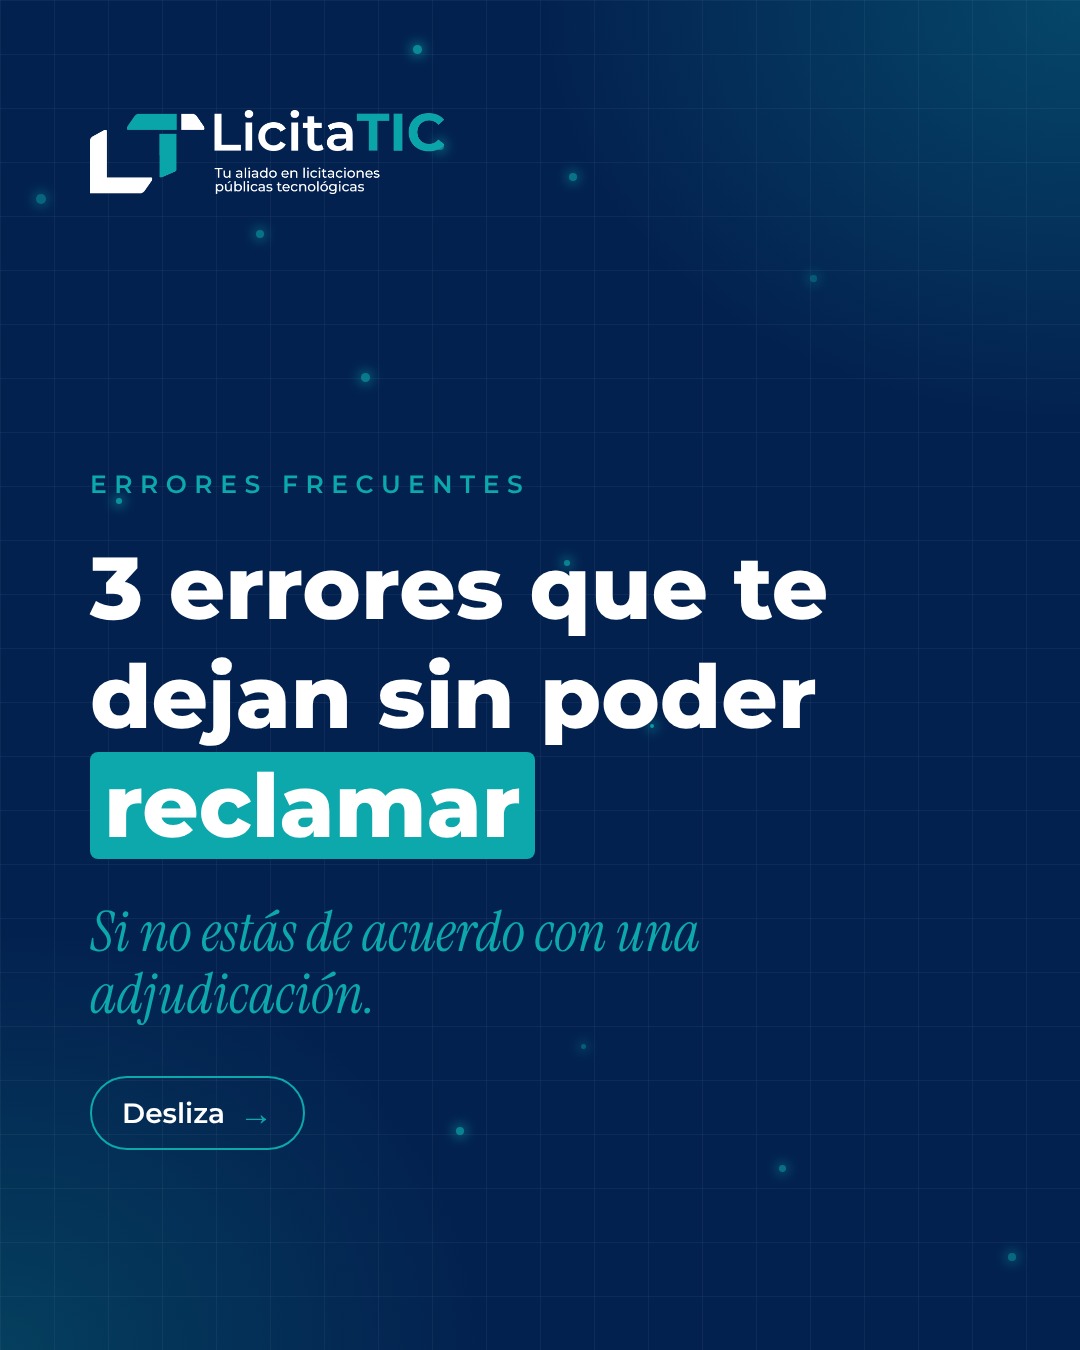 LicitaTIC
Tu aliado en licitaciones
públicas tecnológicas
ERRORES FRECUENTES
3 errores que te
dejan sin poder
reclamar
Si no estás de acuerdo con una
adjudicación.
Desliza →